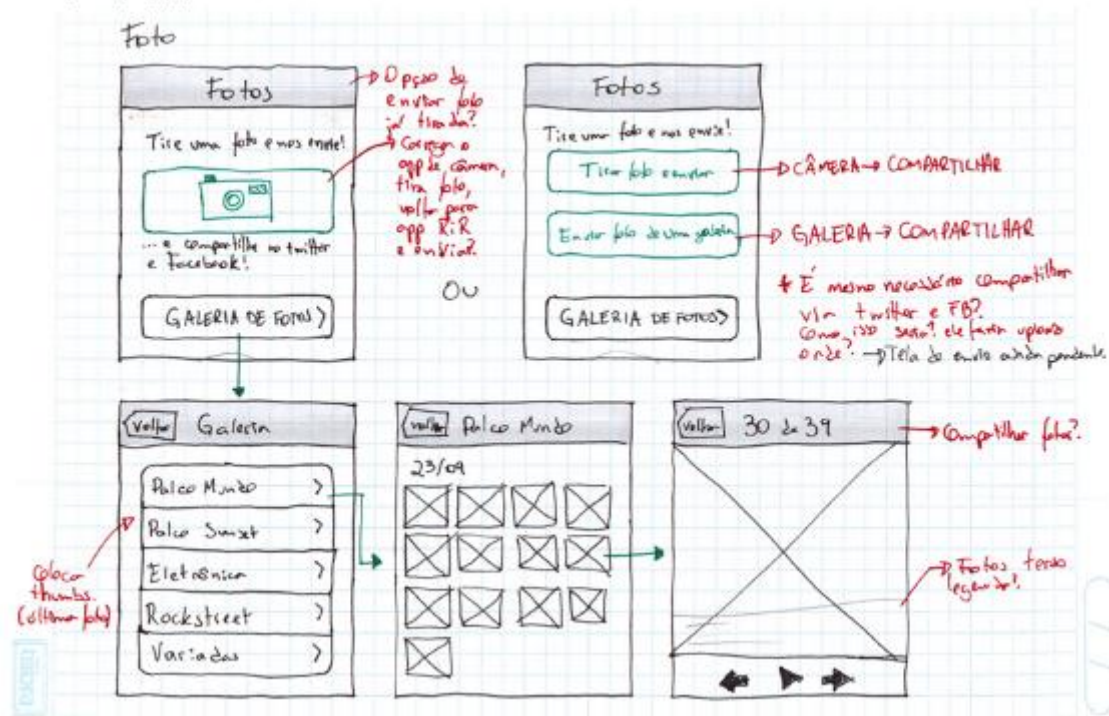 Foto
Fotos
Tire uma foto e nos envie!
... e compartilhe no twitter
e Facebook!
GALERIA DE FOTOS
Opção de
enviar foto
já tirada?
Carregar o
app de câmera,
tira foto,
volta para
app RiR
e envia?
OU
Fotos
Tire uma foto e nos envie!
Tirar foto e enviar
Enviar foto de uma galeria
GALERIA DE FOTOS
CÂMERA → COMPARTILHAR
GALERIA → COMPARTILHAR
* É mesmo necessário compartilhar
via twitter e FB?
Como isso seria? ele faria upload
onde? → Tela de envio ainda pendente.
voltar Galeria
Palco Mundo
Palco Sunset
Eletrônica
Rockstreet
Variadas
colocar
thumbs.
(última foto)
voltar Palco Mundo
23/09
voltar 30 de 39
Compartilhar fotos?
Fotos terão
legenda?